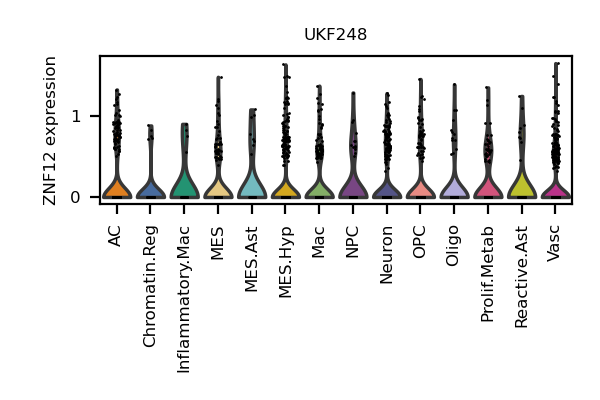 UKF248
ZNF12 expression
1
0
AC
Chromatin.Reg
Inflammatory.Mac
MES
MES.Ast
MES.Hyp
Mac
NPC
Neuron
OPC
Oligo
Prolif.Metab
Reactive.Ast
Vasc